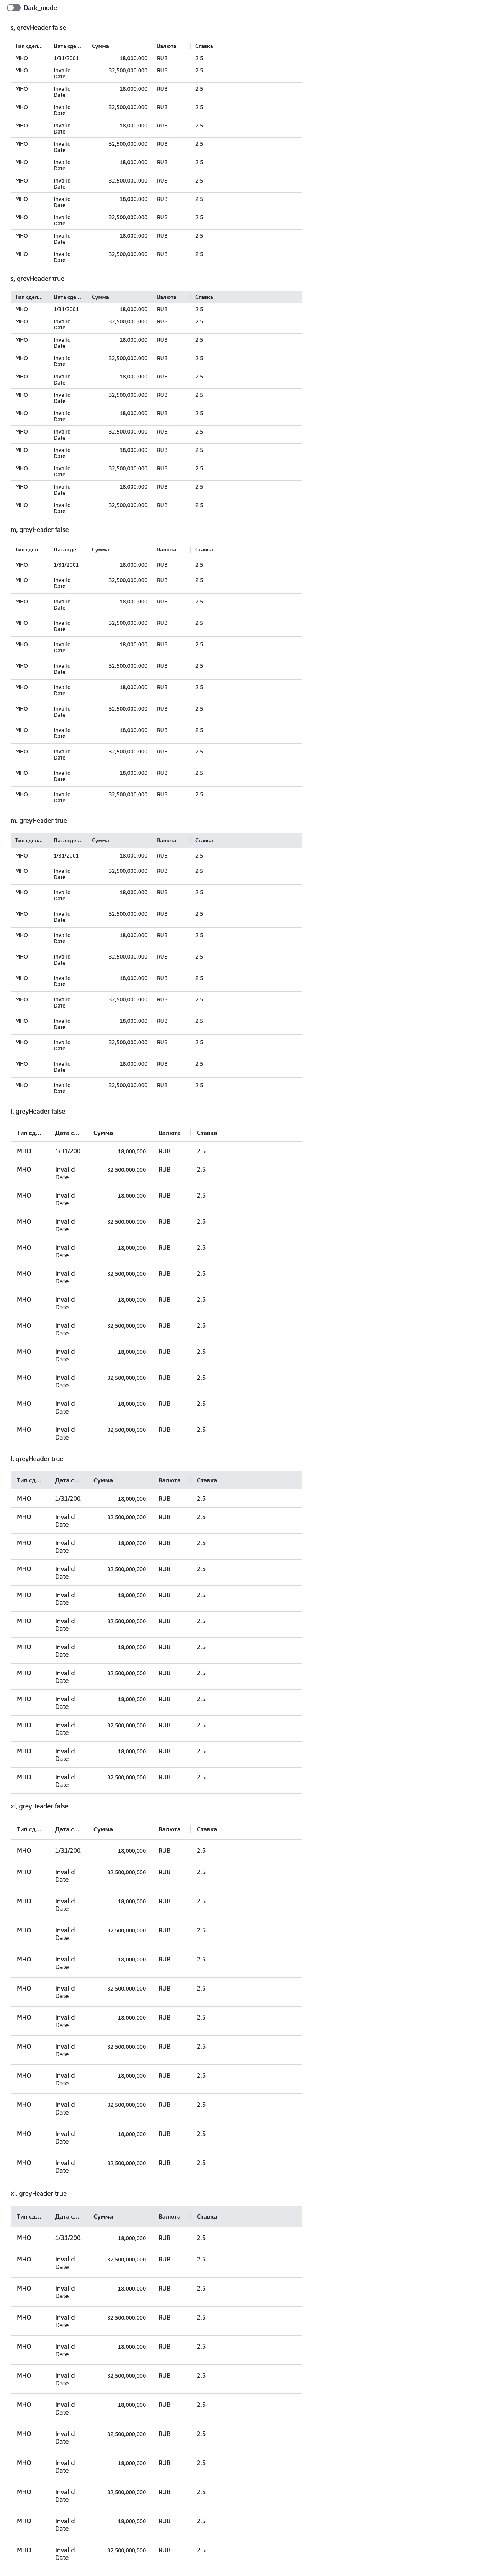 Dark_mode
s, greyHeader false
Тип сдел... Дата сде... Сумма Валюта Ставка
МНО 1/31/2001 18,000,000 RUB 2.5
МНО Invalid Date 32,500,000,000 RUB 2.5
МНО Invalid Date 18,000,000 RUB 2.5
МНО Invalid Date 32,500,000,000 RUB 2.5
МНО Invalid Date 18,000,000 RUB 2.5
МНО Invalid Date 32,500,000,000 RUB 2.5
МНО Invalid Date 18,000,000 RUB 2.5
МНО Invalid Date 32,500,000,000 RUB 2.5
МНО Invalid Date 18,000,000 RUB 2.5
МНО Invalid Date 32,500,000,000 RUB 2.5
МНО Invalid Date 18,000,000 RUB 2.5
МНО Invalid Date 32,500,000,000 RUB 2.5
s, greyHeader true
Тип сдел... Дата сде... Сумма Валюта Ставка
МНО 1/31/2001 18,000,000 RUB 2.5
МНО Invalid Date 32,500,000,000 RUB 2.5
МНО Invalid Date 18,000,000 RUB 2.5
МНО Invalid Date 32,500,000,000 RUB 2.5
МНО Invalid Date 18,000,000 RUB 2.5
МНО Invalid Date 32,500,000,000 RUB 2.5
МНО Invalid Date 18,000,000 RUB 2.5
МНО Invalid Date 32,500,000,000 RUB 2.5
МНО Invalid Date 18,000,000 RUB 2.5
МНО Invalid Date 32,500,000,000 RUB 2.5
МНО Invalid Date 18,000,000 RUB 2.5
МНО Invalid Date 32,500,000,000 RUB 2.5
m, greyHeader false
Тип сдел... Дата сде... Сумма Валюта Ставка
МНО 1/31/2001 18,000,000 RUB 2.5
МНО Invalid Date 32,500,000,000 RUB 2.5
МНО Invalid Date 18,000,000 RUB 2.5
МНО Invalid Date 32,500,000,000 RUB 2.5
МНО Invalid Date 18,000,000 RUB 2.5
МНО Invalid Date 32,500,000,000 RUB 2.5
МНО Invalid Date 18,000,000 RUB 2.5
МНО Invalid Date 32,500,000,000 RUB 2.5
МНО Invalid Date 18,000,000 RUB 2.5
МНО Invalid Date 32,500,000,000 RUB 2.5
МНО Invalid Date 18,000,000 RUB 2.5
МНО Invalid Date 32,500,000,000 RUB 2.5
m, greyHeader true
Тип сдел... Дата сде... Сумма Валюта Ставка
МНО 1/31/2001 18,000,000 RUB 2.5
МНО Invalid Date 32,500,000,000 RUB 2.5
МНО Invalid Date 18,000,000 RUB 2.5
МНО Invalid Date 32,500,000,000 RUB 2.5
МНО Invalid Date 18,000,000 RUB 2.5
МНО Invalid Date 32,500,000,000 RUB 2.5
МНО Invalid Date 18,000,000 RUB 2.5
МНО Invalid Date 32,500,000,000 RUB 2.5
МНО Invalid Date 18,000,000 RUB 2.5
МНО Invalid Date 32,500,000,000 RUB 2.5
МНО Invalid Date 18,000,000 RUB 2.5
МНО Invalid Date 32,500,000,000 RUB 2.5
l, greyHeader false
Тип сд... Дата с... Сумма Валюта Ставка
МНО 1/31/200 18,000,000 RUB 2.5
МНО Invalid Date 32,500,000,000 RUB 2.5
МНО Invalid Date 18,000,000 RUB 2.5
МНО Invalid Date 32,500,000,000 RUB 2.5
МНО Invalid Date 18,000,000 RUB 2.5
МНО Invalid Date 32,500,000,000 RUB 2.5
МНО Invalid Date 18,000,000 RUB 2.5
МНО Invalid Date 32,500,000,000 RUB 2.5
МНО Invalid Date 18,000,000 RUB 2.5
МНО Invalid Date 32,500,000,000 RUB 2.5
МНО Invalid Date 18,000,000 RUB 2.5
МНО Invalid Date 32,500,000,000 RUB 2.5
l, greyHeader true
Тип сд... Дата с... Сумма Валюта Ставка
МНО 1/31/200 18,000,000 RUB 2.5
МНО Invalid Date 32,500,000,000 RUB 2.5
МНО Invalid Date 18,000,000 RUB 2.5
МНО Invalid Date 32,500,000,000 RUB 2.5
МНО Invalid Date 18,000,000 RUB 2.5
МНО Invalid Date 32,500,000,000 RUB 2.5
МНО Invalid Date 18,000,000 RUB 2.5
МНО Invalid Date 32,500,000,000 RUB 2.5
МНО Invalid Date 18,000,000 RUB 2.5
МНО Invalid Date 32,500,000,000 RUB 2.5
МНО Invalid Date 18,000,000 RUB 2.5
МНО Invalid Date 32,500,000,000 RUB 2.5
xl, greyHeader false
Тип сд... Дата с... Сумма Валюта Ставка
МНО 1/31/200 18,000,000 RUB 2.5
МНО Invalid Date 32,500,000,000 RUB 2.5
МНО Invalid Date 18,000,000 RUB 2.5
МНО Invalid Date 32,500,000,000 RUB 2.5
МНО Invalid Date 18,000,000 RUB 2.5
МНО Invalid Date 32,500,000,000 RUB 2.5
МНО Invalid Date 18,000,000 RUB 2.5
МНО Invalid Date 32,500,000,000 RUB 2.5
МНО Invalid Date 18,000,000 RUB 2.5
МНО Invalid Date 32,500,000,000 RUB 2.5
МНО Invalid Date 18,000,000 RUB 2.5
МНО Invalid Date 32,500,000,000 RUB 2.5
xl, greyHeader true
Тип сд... Дата с... Сумма Валюта Ставка
МНО 1/31/200 18,000,000 RUB 2.5
МНО Invalid Date 32,500,000,000 RUB 2.5
МНО Invalid Date 18,000,000 RUB 2.5
МНО Invalid Date 32,500,000,000 RUB 2.5
МНО Invalid Date 18,000,000 RUB 2.5
МНО Invalid Date 32,500,000,000 RUB 2.5
МНО Invalid Date 18,000,000 RUB 2.5
МНО Invalid Date 32,500,000,000 RUB 2.5
МНО Invalid Date 18,000,000 RUB 2.5
МНО Invalid Date 32,500,000,000 RUB 2.5
МНО Invalid Date 18,000,000 RUB 2.5
МНО Invalid Date 32,500,000,000 RUB 2.5